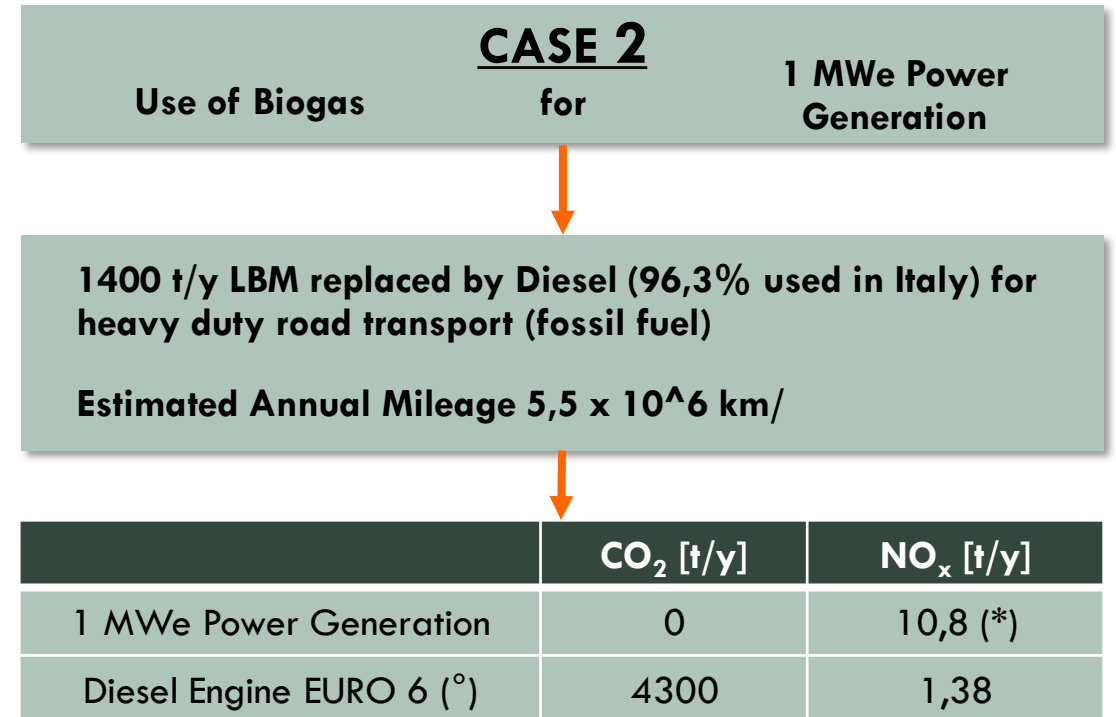 CASE 2
Use of Biogas for 1 MWe Power
Generation
1400 t/y LBM replaced by Diesel (96,3% used in Italy) for
heavy duty road transport (fossil fuel)
Estimated Annual Mileage 5,5 x 10^6 km/
CO₂ [t/y] NOₓ [t/y]
1 MWe Power Generation 0 10,8 (*)
Diesel Engine EURO 6 (°) 4300 1,38